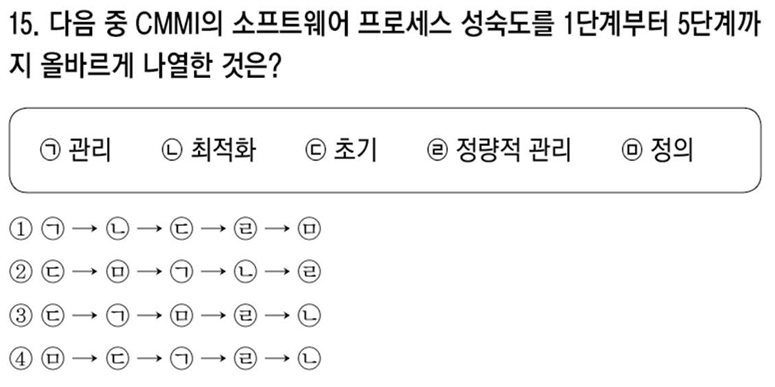 15. 다음 중 CMMI의 소프트웨어 프로세스 성숙도를 1단계부터 5단계까
지 올바르게 나열한 것은?
㉠ 관리 ㉡ 최적화 ㉢ 초기 ㉣ 정량적 관리 ㉤ 정의
① ㉠ → ㉡ → ㉢ → ㉣ → ㉤
② ㉢ → ㉤ → ㉠ → ㉡ → ㉣
③ ㉢ → ㉠ → ㉤ → ㉣ → ㉡
④ ㉤ → ㉢ → ㉠ → ㉣ → ㉡